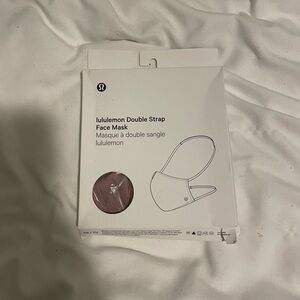 lululemon Double Strap
Face Mask
Masque à double sangle
lululemon